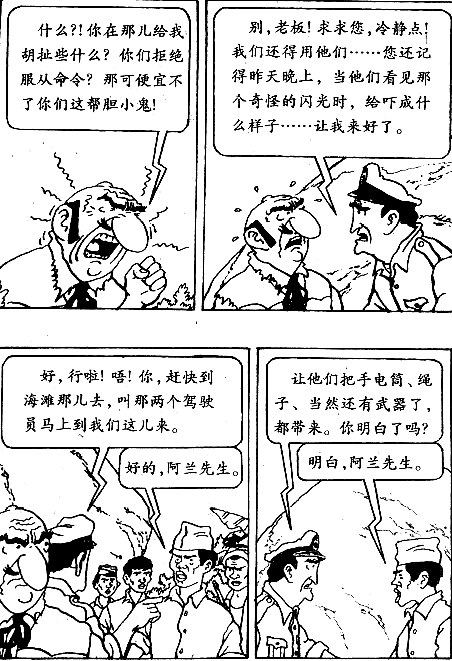 什么?!你在那儿给我
胡扯些什么?你们拒绝
服从命令?那可便宜不
了你们这帮胆小鬼!
别,老板!求求您,冷静点!
我们还得用他们……您还记
得昨天晚上,当他们看见那
个奇怪的闪光时,给吓成什
么样子……让我来好了。
好,行啦!唔!你,赶快到
海滩那儿去,叫那两个驾驶
员马上到我们这儿来。
好的,阿兰先生。
让他们把手电筒、绳
子、当然还有武器了,
都带来。你明白了吗?
明白,阿兰先生。